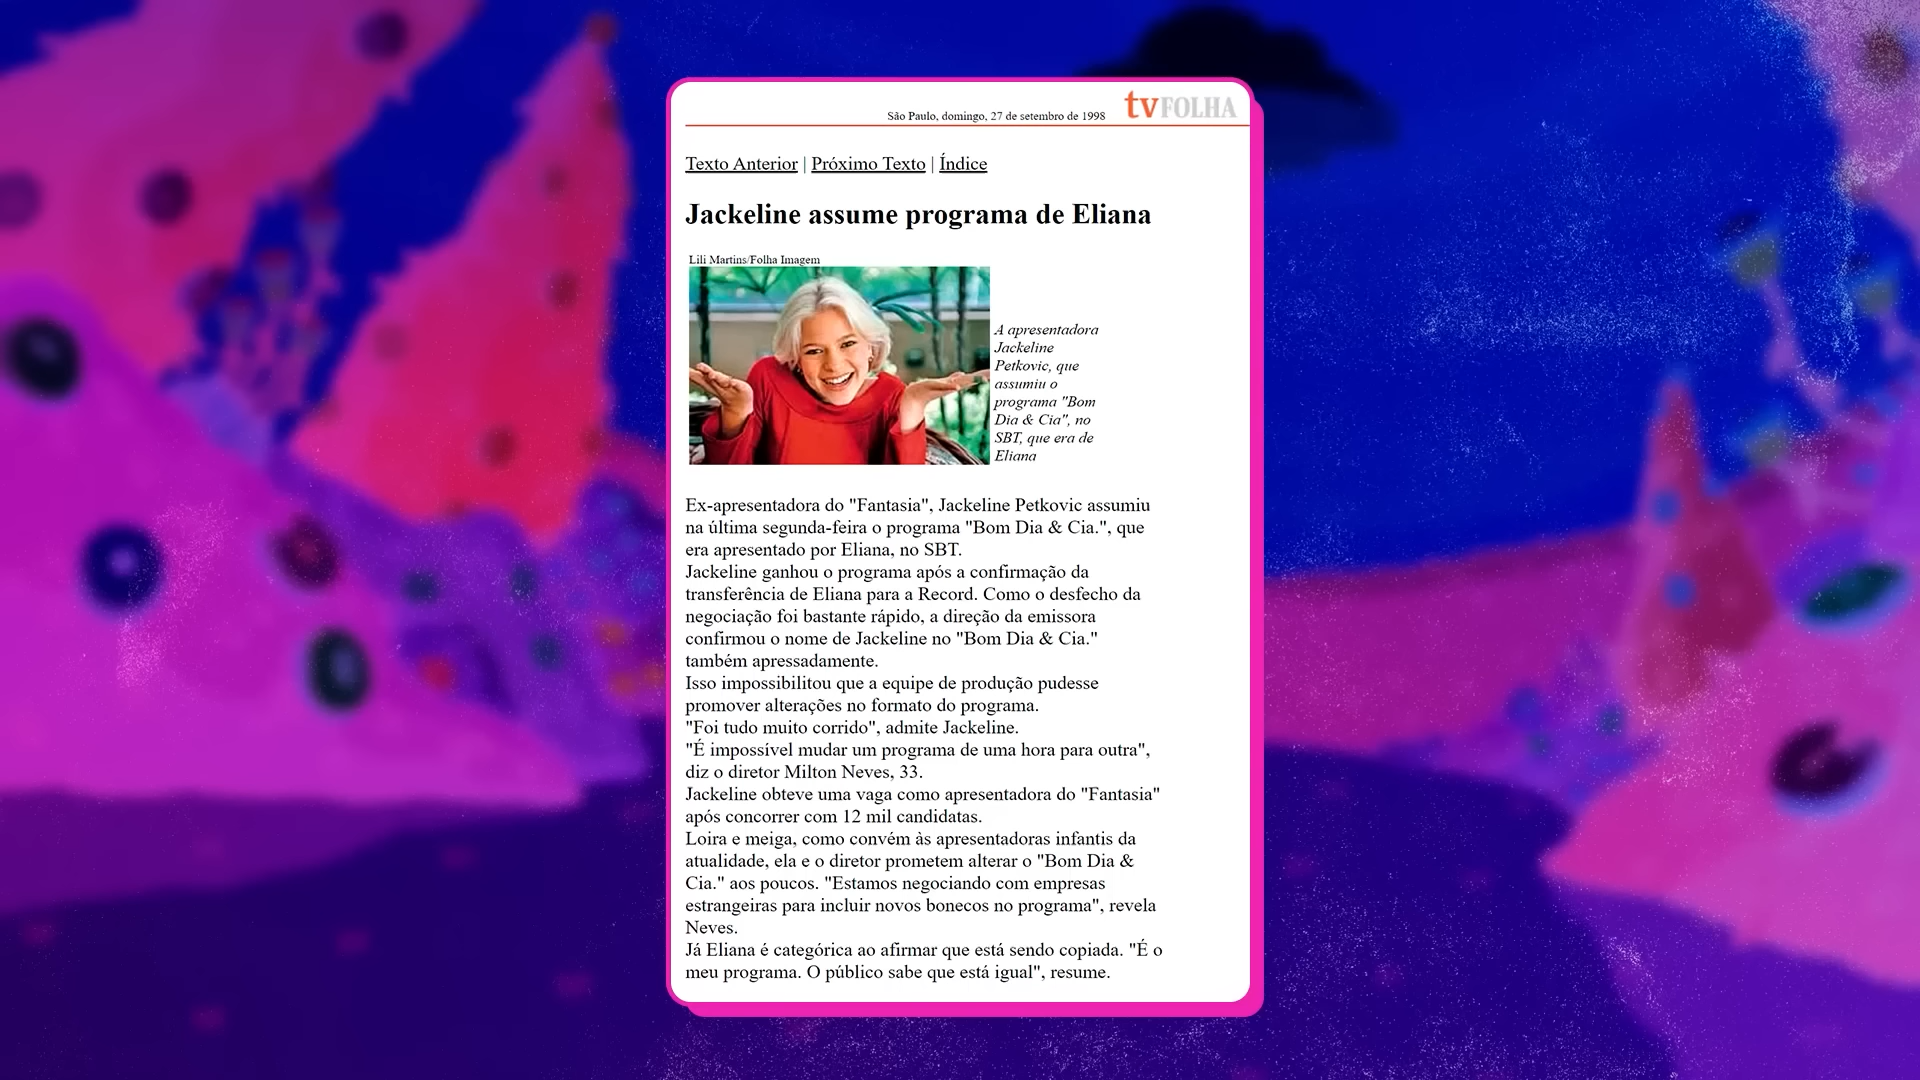 São Paulo, domingo, 27 de setembro de 1998
tvFOLHA
Texto Anterior | Próximo Texto | Índice
Jackeline assume programa de Eliana
Lili Martins/Folha Imagem
A apresentadora
Jackeline
Petkovic, que
assumiu o
programa "Bom
Dia & Cia", no
SBT, que era de
Eliana
Ex-apresentadora do "Fantasia", Jackeline Petkovic assumiu
na última segunda-feira o programa "Bom Dia & Cia.", que
era apresentado por Eliana, no SBT.
Jackeline ganhou o programa após a confirmação da
transferência de Eliana para a Record. Como o desfecho da
negociação foi bastante rápido, a direção da emissora
confirmou o nome de Jackeline no "Bom Dia & Cia."
também apressadamente.
Isso impossibilitou que a equipe de produção pudesse
promover alterações no formato do programa.
"Foi tudo muito corrido", admite Jackeline.
"É impossível mudar um programa de uma hora para outra",
diz o diretor Milton Neves, 33.
Jackeline obteve uma vaga como apresentadora do "Fantasia"
após concorrer com 12 mil candidatas.
Loira e meiga, como convém às apresentadoras infantis da
atualidade, ela e o diretor prometem alterar o "Bom Dia &
Cia." aos poucos. "Estamos negociando com empresas
estrangeiras para incluir novos bonecos no programa", revela
Neves.
Já Eliana é categórica ao afirmar que está sendo copiada. "É o
meu programa. O público sabe que está igual", resume.